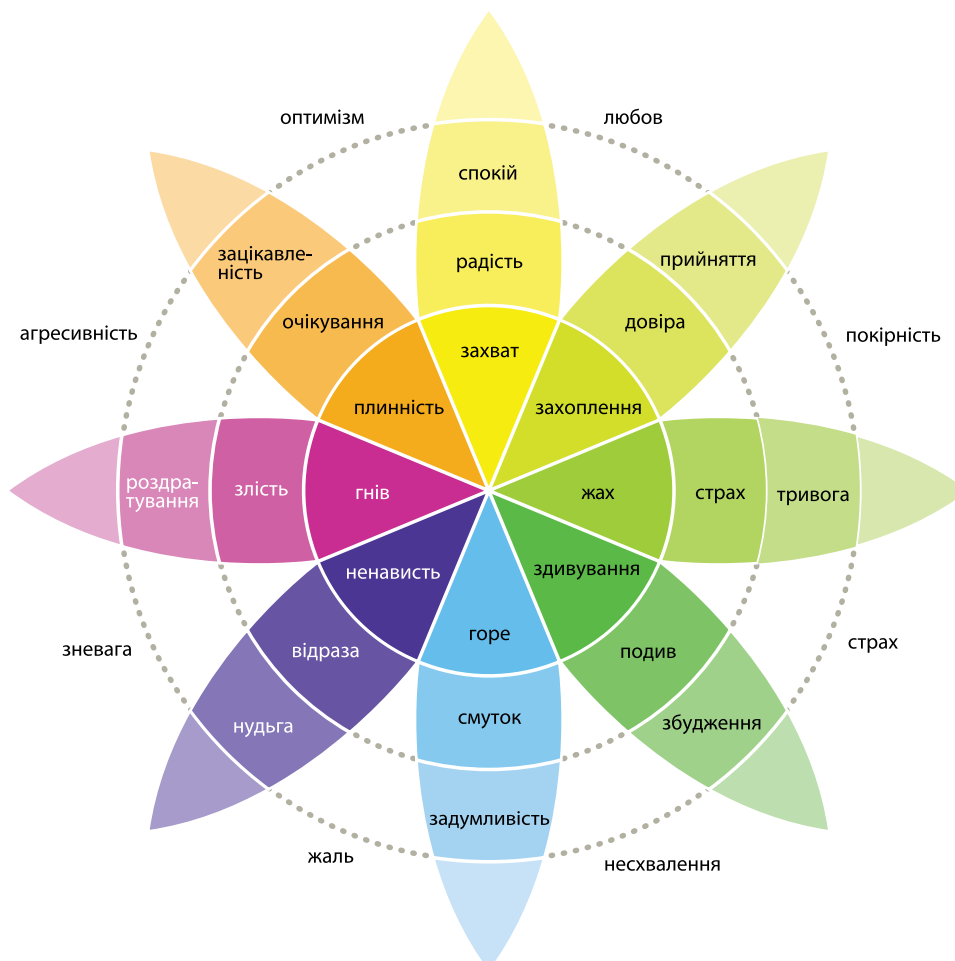 оптимізм
любов
спокій
зацікавле-
ність
радість
прийняття
агресивність
очікування
довіра
покірність
захват
плинність
захоплення
роздра-
тування
злість
гнів
жах
страх
тривога
ненависть
здивування
зневага
відраза
горе
подив
страх
нудьга
смуток
збудження
задумливість
жаль
несхвалення